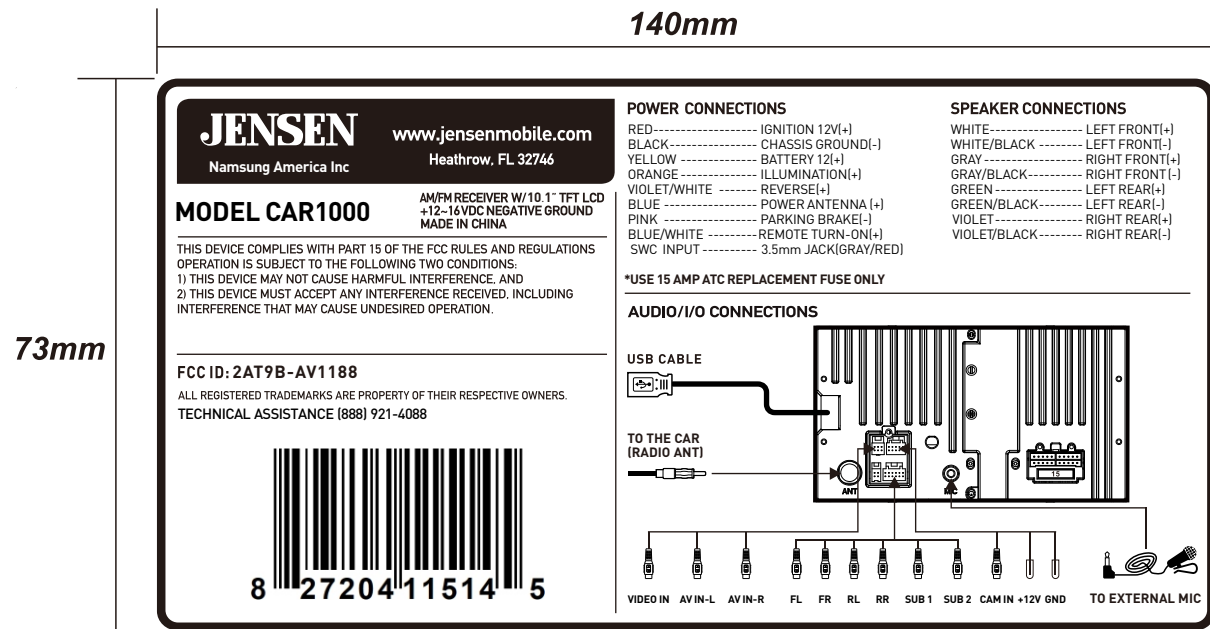 140mm
73mm
JENSEN
Namsung America Inc
www.jensenmobile.com
Heathrow, FL 32746
MODEL CAR1000
AM/FM RECEIVER W/10.1" TFT LCD
+12~16VDC NEGATIVE GROUND
MADE IN CHINA
THIS DEVICE COMPLIES WITH PART 15 OF THE FCC RULES AND REGULATIONS
OPERATION IS SUBJECT TO THE FOLLOWING TWO CONDITIONS:
1) THIS DEVICE MAY NOT CAUSE HARMFUL INTERFERENCE, AND
2) THIS DEVICE MUST ACCEPT ANY INTERFERENCE RECEIVED, INCLUDING
INTERFERENCE THAT MAY CAUSE UNDESIRED OPERATION.
FCC ID: 2AT9B-AV1188
ALL REGISTERED TRADEMARKS ARE PROPERTY OF THEIR RESPECTIVE OWNERS.
TECHNICAL ASSISTANCE (888) 921-4088
8 27204 11514 5
POWER CONNECTIONS
RED------------------- IGNITION 12V(+)
BLACK---------------- CHASSIS GROUND(-)
YELLOW -------------- BATTERY 12(+)
ORANGE -------------- ILLUMINATION(+)
VIOLET/WHITE ------- REVERSE(+)
BLUE ----------------- POWER ANTENNA (+)
PINK ----------------- PARKING BRAKE(-)
BLUE/WHITE ---------REMOTE TURN-ON(+)
SWC INPUT ---------- 3.5mm JACK(GRAY/RED)
*USE 15 AMP ATC REPLACEMENT FUSE ONLY
SPEAKER CONNECTIONS
WHITE---------------- LEFT FRONT(+)
WHITE/BLACK ------- LEFT FRONT(-)
GRAY------------------ RIGHT FRONT(+)
GRAY/BLACK--------- RIGHT FRONT(-)
GREEN --------------- LEFT REAR(+)
GREEN/BLACK------- LEFT REAR(-)
VIOLET---------------- RIGHT REAR(+)
VIOLET/BLACK-------- RIGHT REAR(-)
AUDIO/I/O CONNECTIONS
USB CABLE
TO THE CAR
(RADIO ANT)
ANT
MIC
15
VIDEO IN AV IN-L AV IN-R FL FR RL RR SUB 1 SUB 2 CAM IN +12V GND
TO EXTERNAL MIC